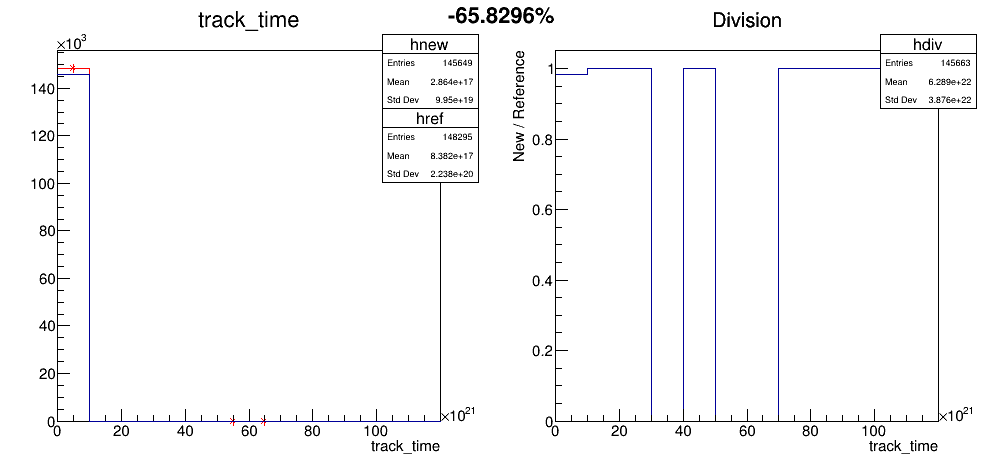 track_time
-65.8296%
Division
×10³
hnew
Entries 145649
Mean 2.864e+17
Std Dev 9.95e+19
href
Entries 148295
Mean 8.382e+17
Std Dev 2.238e+20
140
120
100
80
60
40
20
0
0 20 40 60 80 100
×10²¹
track_time
hdiv
Entries 145663
Mean 6.289e+22
Std Dev 3.876e+22
New / Reference
1
0.8
0.6
0.4
0.2
0
0 20 40 60 80 100
×10²¹
track_time